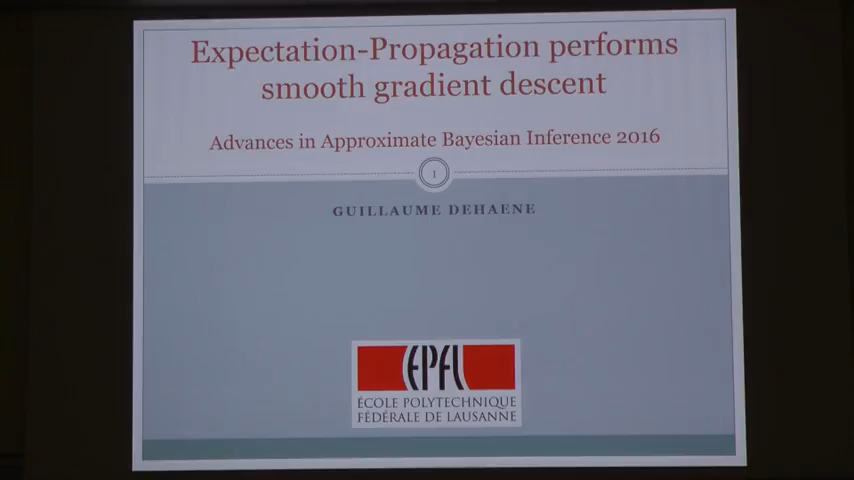 Expectation-Propagation performs
smooth gradient descent
Advances in Approximate Bayesian Inference 2016
1
GUILLAUME DEHAENE
EPFL
ÉCOLE POLYTECHNIQUE
FÉDÉRALE DE LAUSANNE